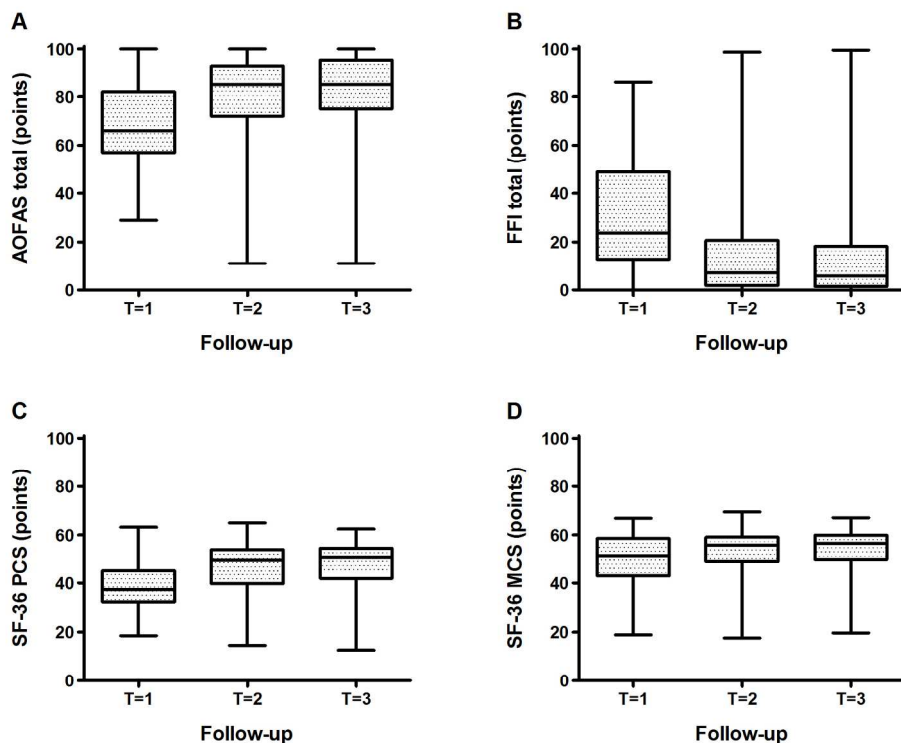 A
AOFAS total (points)
100
80
60
40
20
0
T=1 T=2 T=3
Follow-up
B
FFI total (points)
100
80
60
40
20
0
T=1 T=2 T=3
Follow-up
C
SF-36 PCS (points)
100
80
60
40
20
0
T=1 T=2 T=3
Follow-up
D
SF-36 MCS (points)
100
80
60
40
20
0
T=1 T=2 T=3
Follow-up